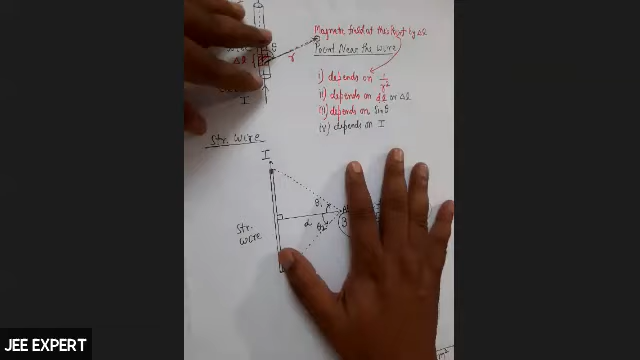 θ
Magnetic field at this Point by Δl
Δl
r
Point Near the wire
i) depends on 1/r²
I
ii) depends on dl or Δl
iii) depends on Sinθ
iv) depends on I
Str. wire
I
θ₁
d
θ₂
B
Str.
wire
JEE EXPERT